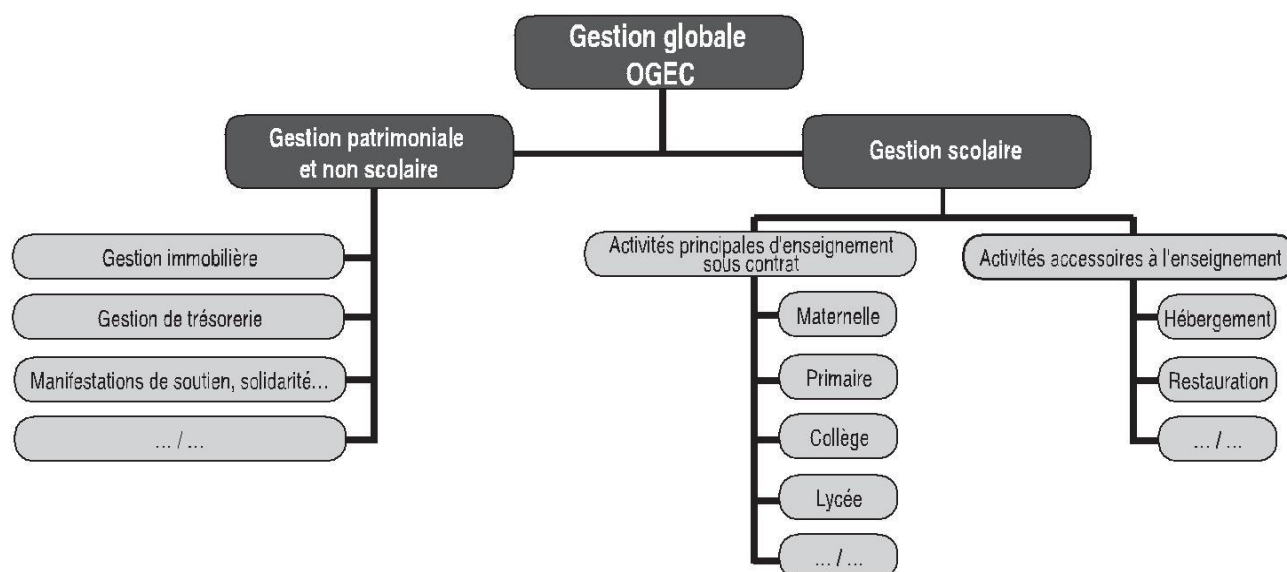 Gestion globale
OGEC
Gestion patrimoniale
et non scolaire
Gestion scolaire
Gestion immobilière
Gestion de trésorerie
Manifestations de soutien, solidarité...
... / ...
Activités principales d'enseignement
sous contrat
Maternelle
Primaire
Collège
Lycée
... / ...
Activités accessoires à l'enseignement
Hébergement
Restauration
... / ...